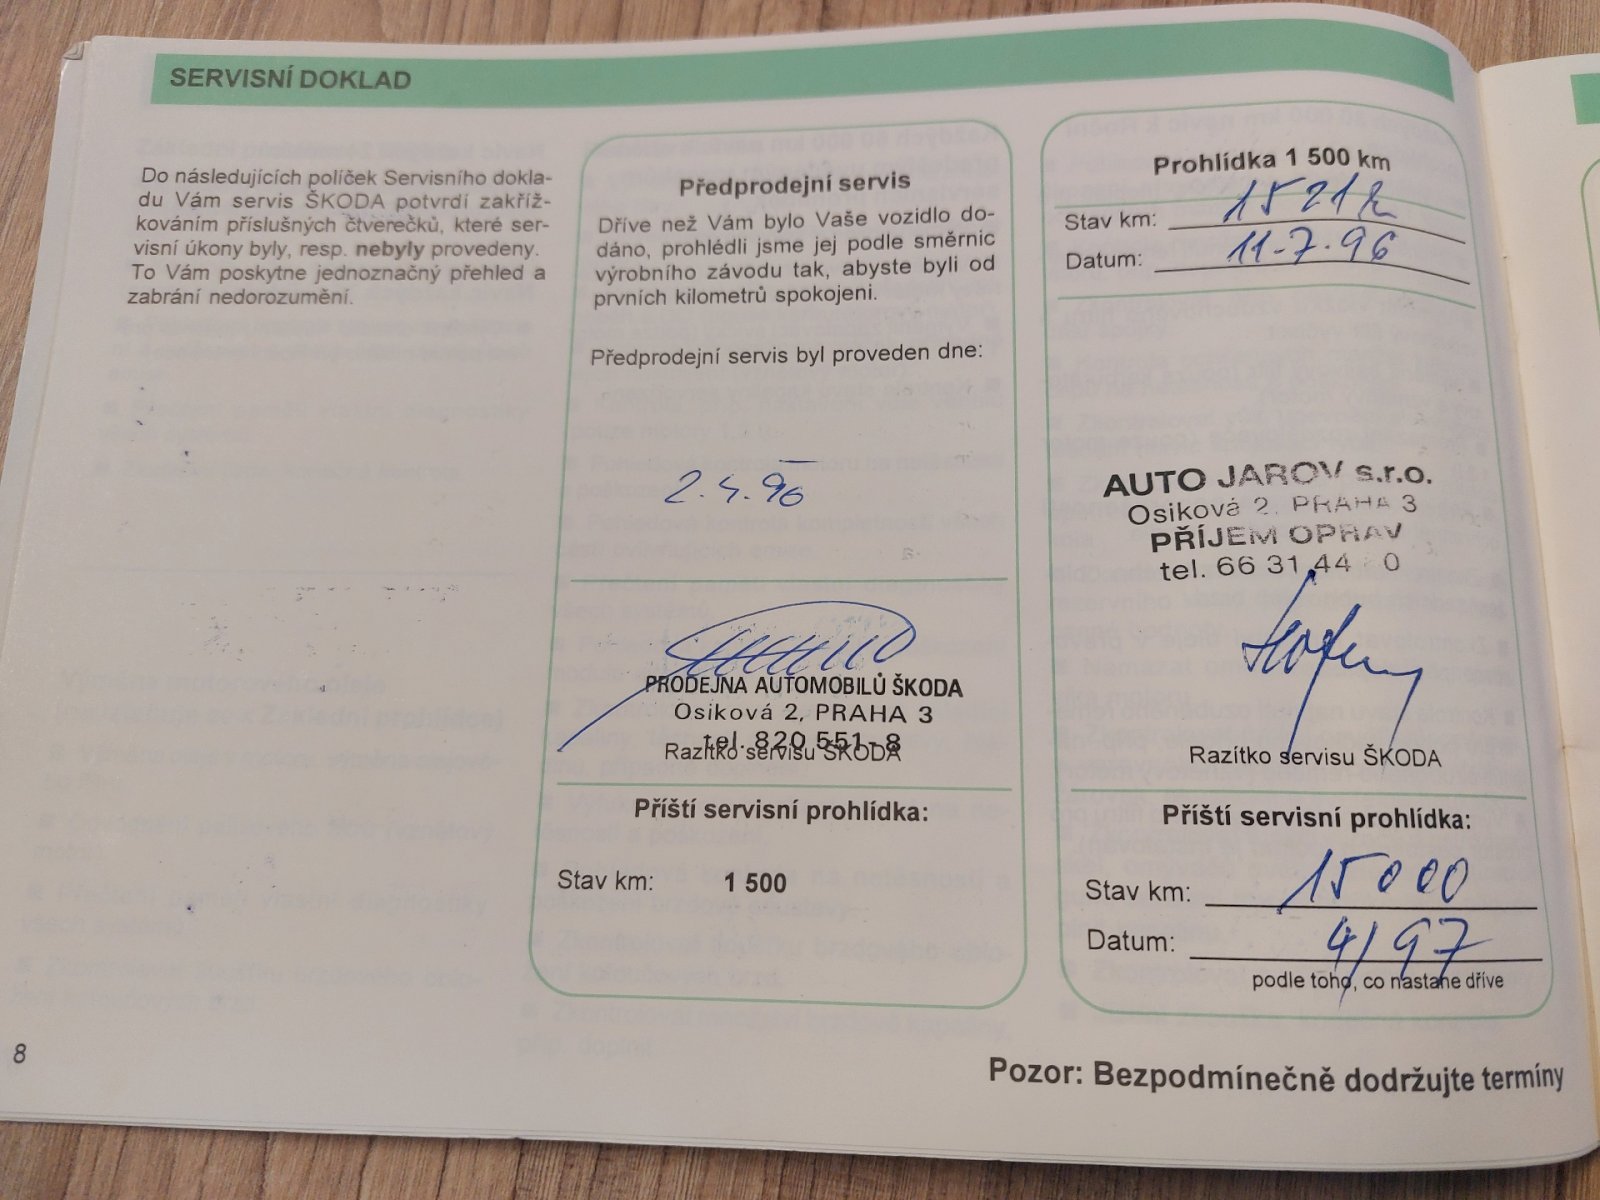 SERVISNÍ DOKLAD
Do následujících políček Servisního dokla-
du Vám servis ŠKODA potvrdí zakříž-
kováním příslušných čtverečků, které ser-
visní úkony byly, resp. nebyly provedeny.
To Vám poskytne jednoznačný přehled a
zabrání nedorozumění.
Předprodejní servis
Dříve než Vám bylo Vaše vozidlo do-
dáno, prohlédli jsme jej podle směrnic
výrobního závodu tak, abyste byli od
prvních kilometrů spokojeni.
Předprodejní servis byl proveden dne:
2.4.96
PRODEJNA AUTOMOBILŮ ŠKODA
Osiková 2, PRAHA 3
tel. 820 551-8
Razítko servisu ŠKODA
Příští servisní prohlídka:
Stav km: 1 500
Prohlídka 1 500 km
Stav km: 1521
Datum: 11.7.96
AUTO JAROV s.r.o.
Osiková 2, PRAHA 3
PŘÍJEM OPRAV
tel. 66 31 44 0
Razítko servisu ŠKODA
Příští servisní prohlídka:
Stav km: 15000
Datum: 4/97
podle toho, co nastane dříve
8
Pozor: Bezpodmínečně dodržujte termíny